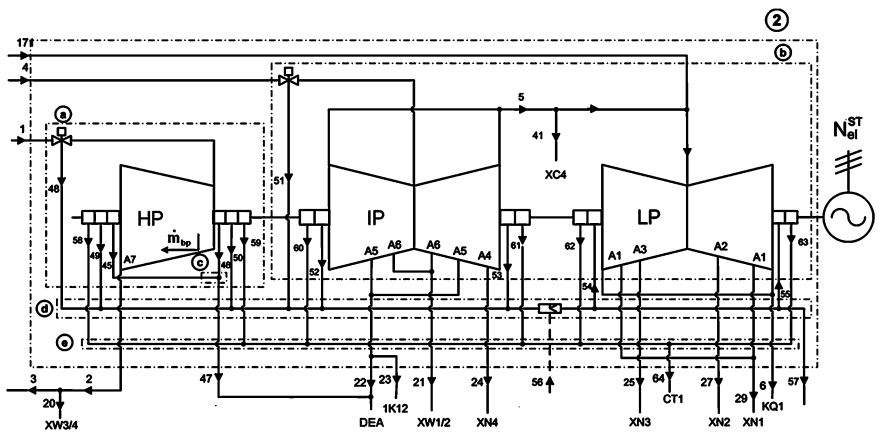 2
17
b
4
5
N_el^ST
a
41
1
XC4
51
48
HP
IP
LP
ṁ_bp
58
49
45
A7
c
46
50
59
60
52
A5
A6
A6
A5
A4
53
61
62
54
A1
A3
A2
A1
55
63
d
e
3
2
47
22
23
21
24
56
25
64
27
29
6
57
20
CT1
KQ1
1K12
XW3/4
DEA
XW1/2
XN4
XN3
XN2
XN1